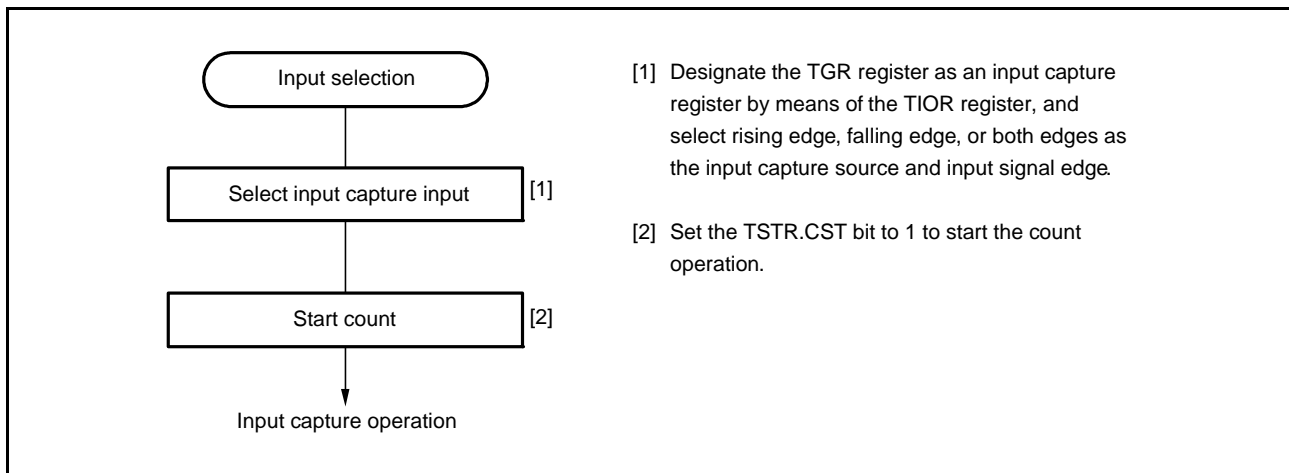 Input selection
Select input capture input
[1]
Start count
[2]
Input capture operation
[1] Designate the TGR register as an input capture
register by means of the TIOR register, and
select rising edge, falling edge, or both edges as
the input capture source and input signal edge.
[2] Set the TSTR.CST bit to 1 to start the count
operation.